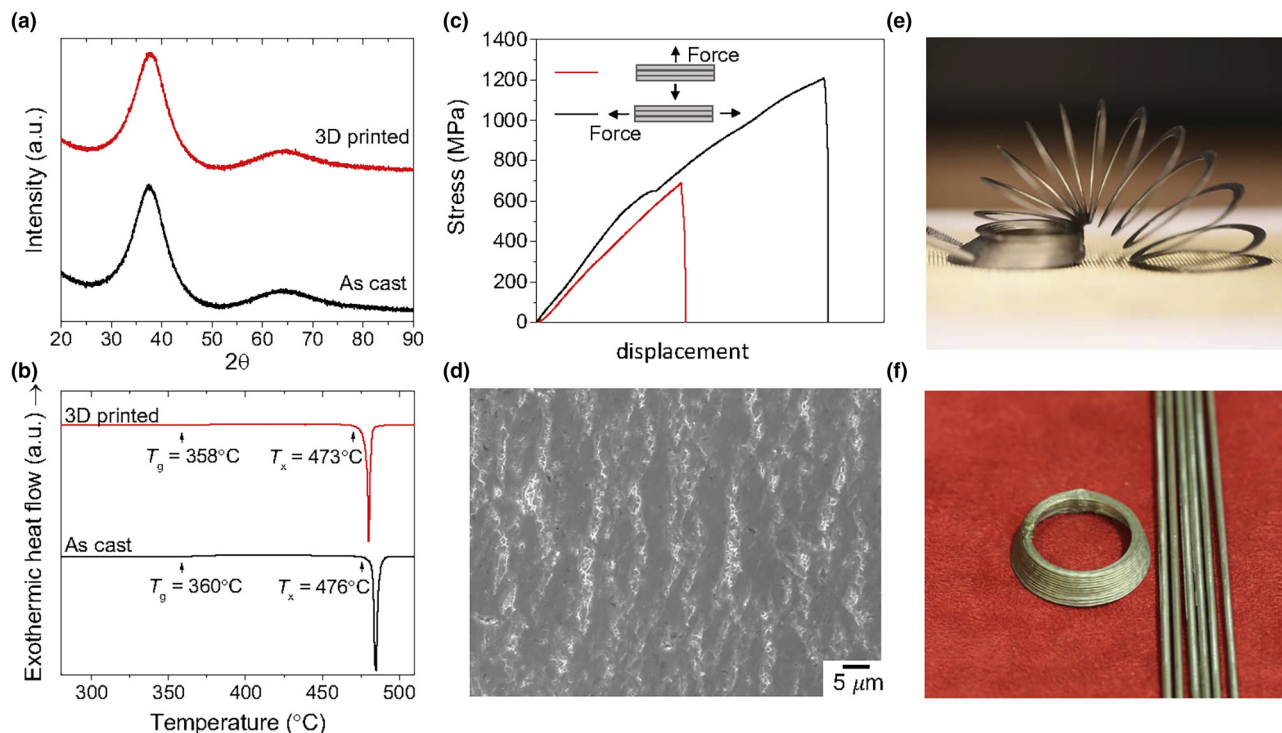 (a)
Intensity (a.u.)
3D printed
As cast
20 30 40 50 60 70 80 90
2θ
(b)
Exothermic heat flow (a.u.) →
3D printed
T_g = 358°C T_x = 473°C
As cast
T_g = 360°C T_x = 476°C
300 350 400 450 500
Temperature (°C)
(c)
Stress (MPa)
1400
1200
1000
800
600
400
200
0
Force
Force
displacement
(d)
5 μm
(e)
(f)